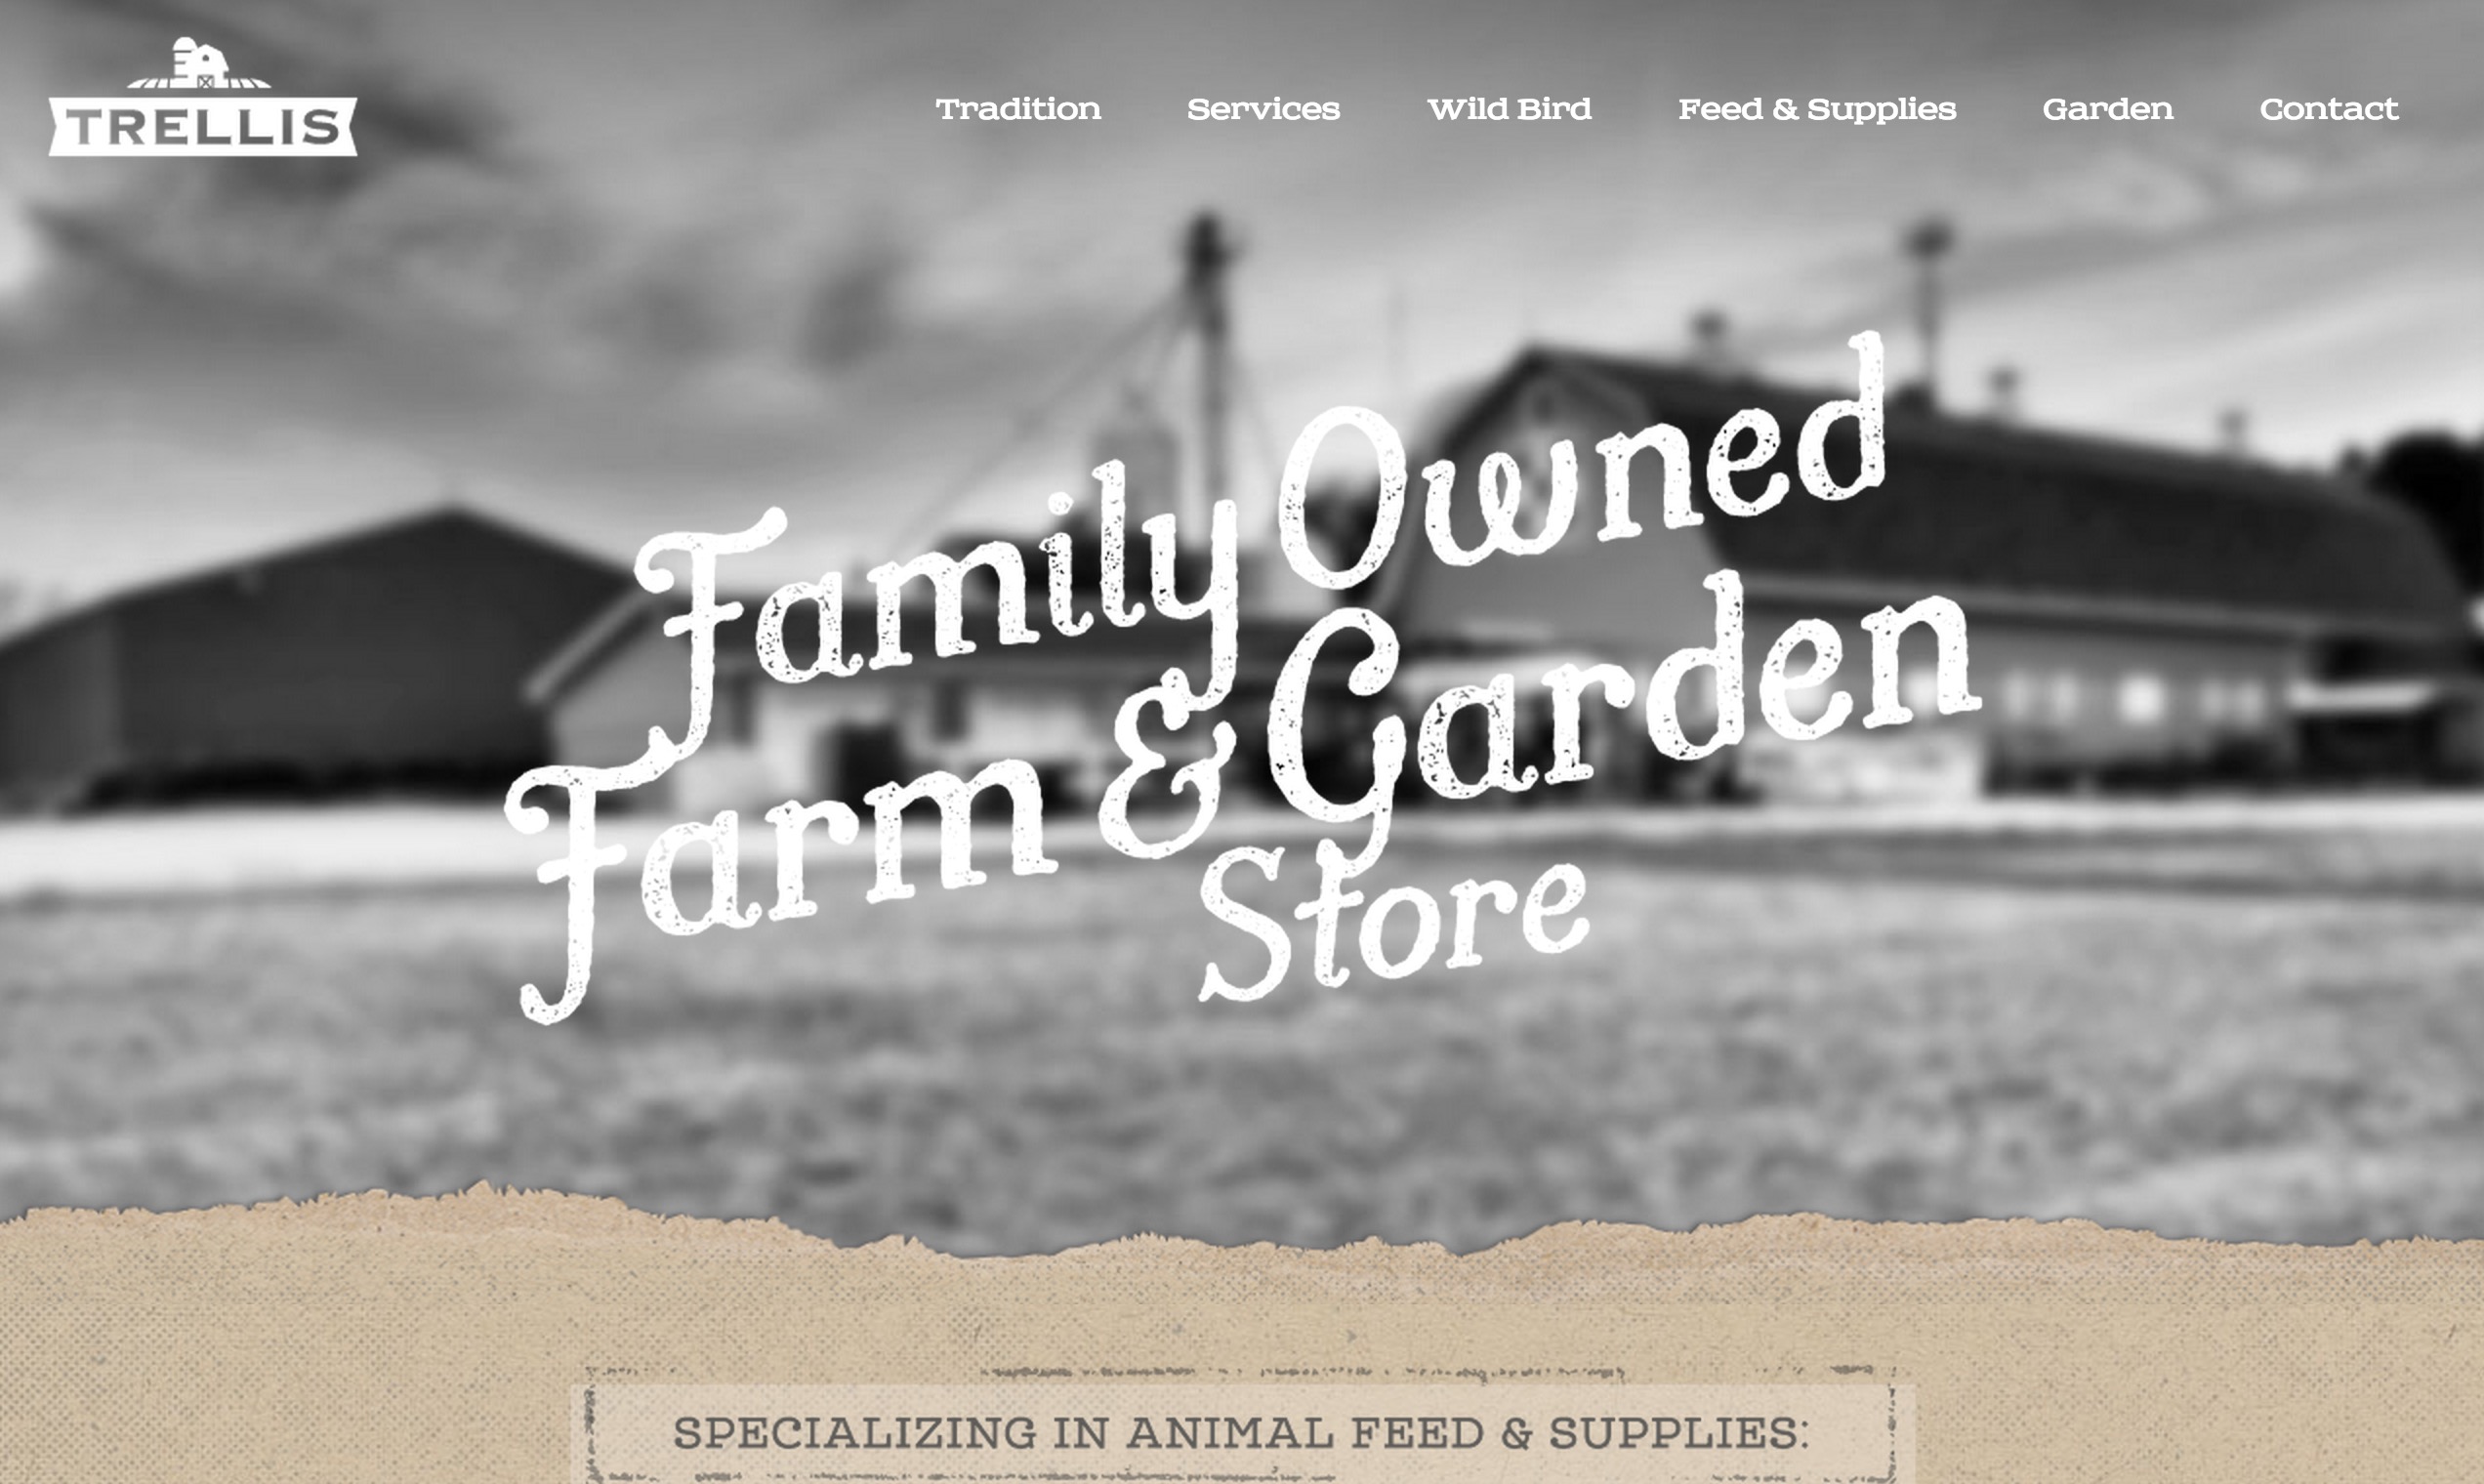 TRELLIS
Tradition Services Wild Bird Feed & Supplies Garden Contact
Family Owned
Farm & Garden
Store
SPECIALIZING IN ANIMAL FEED & SUPPLIES: